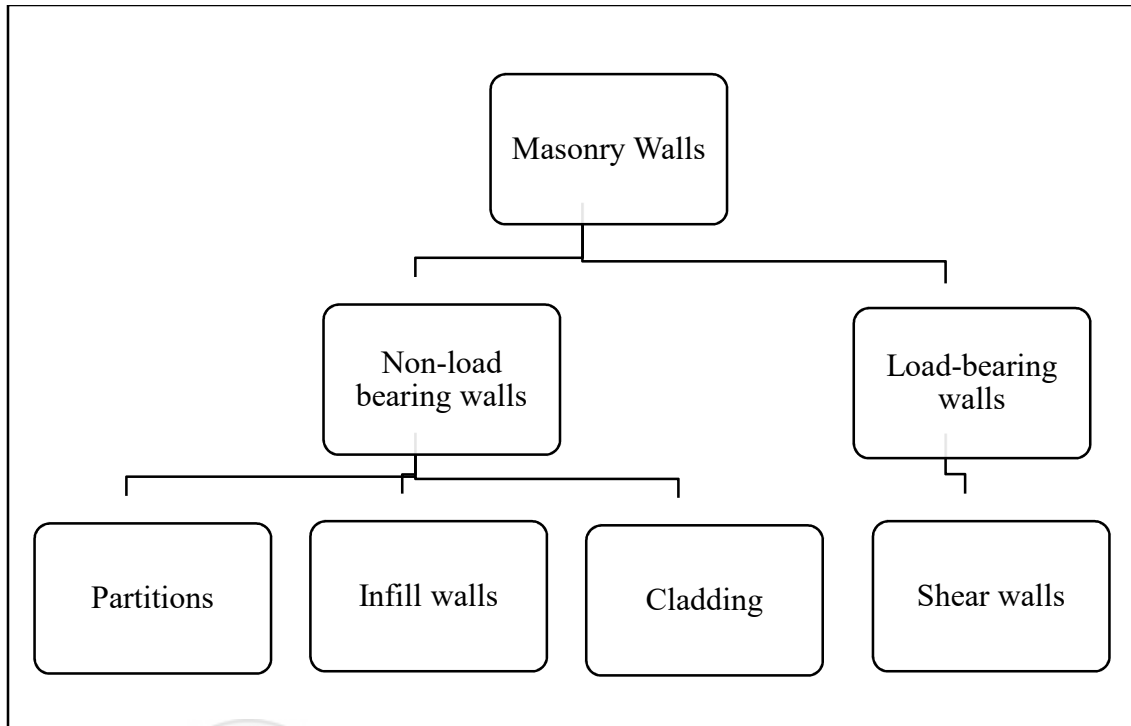 Masonry Walls
Non-load
bearing walls
Load-bearing
walls
Partitions
Infill walls
Cladding
Shear walls